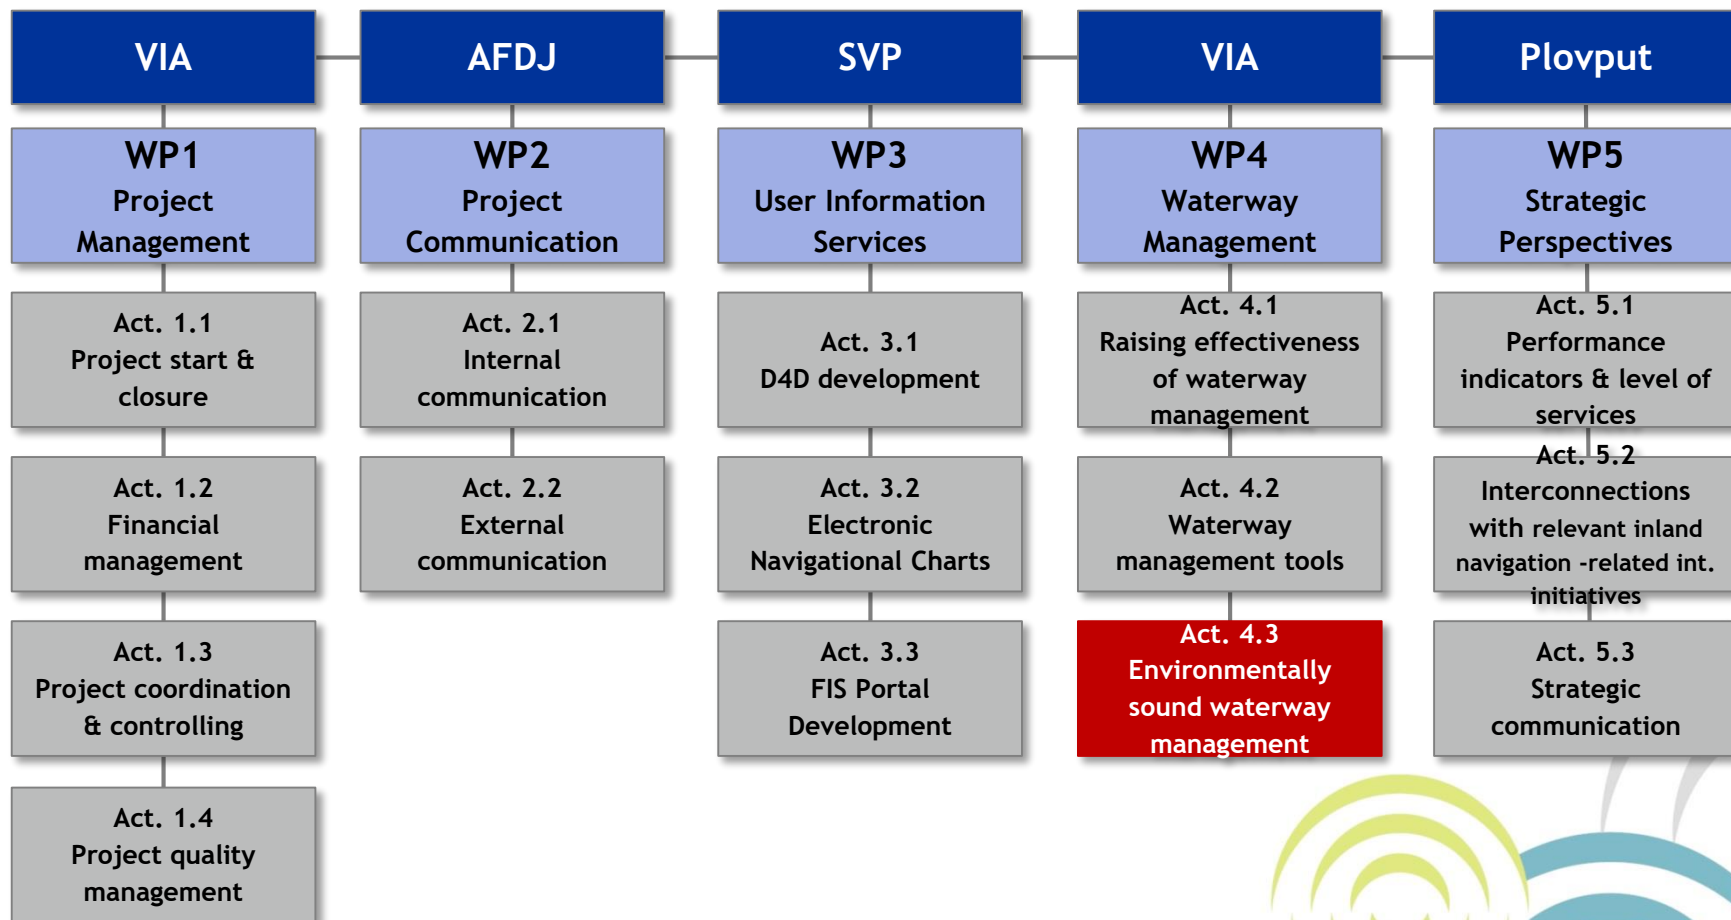 VIA
AFDJ
SVP
VIA
Plovput
WP1
Project
Management
WP2
Project
Communication
WP3
User Information
Services
WP4
Waterway
Management
WP5
Strategic
Perspectives
Act. 1.1
Project start &
closure
Act. 2.1
Internal
communication
Act. 3.1
D4D development
Act. 4.1
Raising effectiveness
of waterway
management
Act. 5.1
Performance
indicators & level of
services
Act. 1.2
Financial
management
Act. 2.2
External
communication
Act. 3.2
Electronic
Navigational Charts
Act. 4.2
Waterway
management tools
Act. 5.2
Interconnections
with relevant inland
navigation -related int.
initiatives
Act. 1.3
Project coordination
& controlling
Act. 3.3
FIS Portal
Development
Act. 4.3
Environmentally
sound waterway
management
Act. 5.3
Strategic
communication
Act. 1.4
Project quality
management